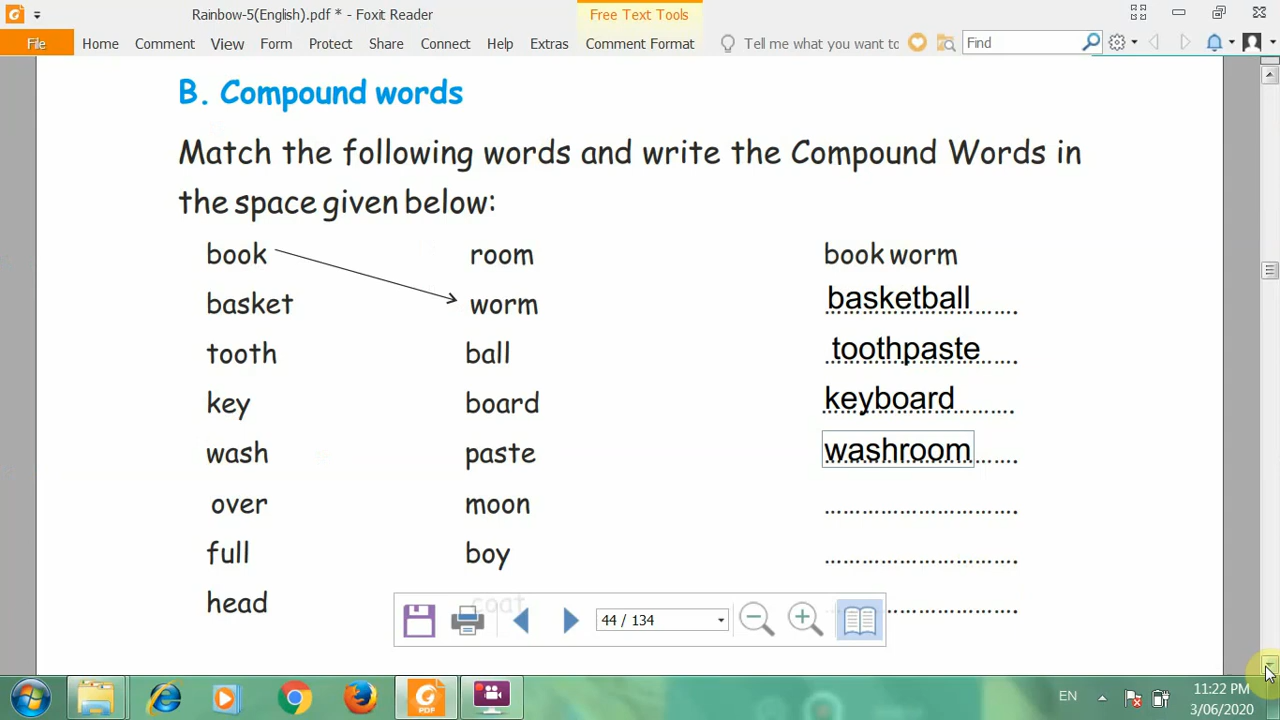 Rainbow-5(English).pdf * - Foxit Reader
Free Text Tools
File Home Comment View Form Protect Share Connect Help Extras Comment Format Tell me what you want to Find
B. Compound words
Match the following words and write the Compound Words in
the space given below:
book room book worm
basket worm basketball
tooth ball toothpaste
key board keyboard
wash paste washroom
over moon
full boy
head coat
44 / 134
PDF
EN
11:22 PM
3/06/2020